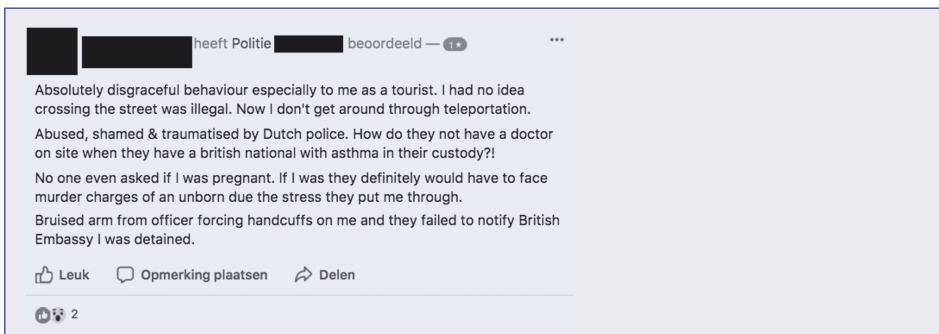 heeft Politie beoordeeld — 1★
Absolutely disgraceful behaviour especially to me as a tourist. I had no idea
crossing the street was illegal. Now I don't get around through teleportation.
Abused, shamed & traumatised by Dutch police. How do they not have a doctor
on site when they have a british national with asthma in their custody?!
No one even asked if I was pregnant. If I was they definitely would have to face
murder charges of an unborn due the stress they put me through.
Bruised arm from officer forcing handcuffs on me and they failed to notify British
Embassy I was detained.
Leuk Opmerking plaatsen Delen
2